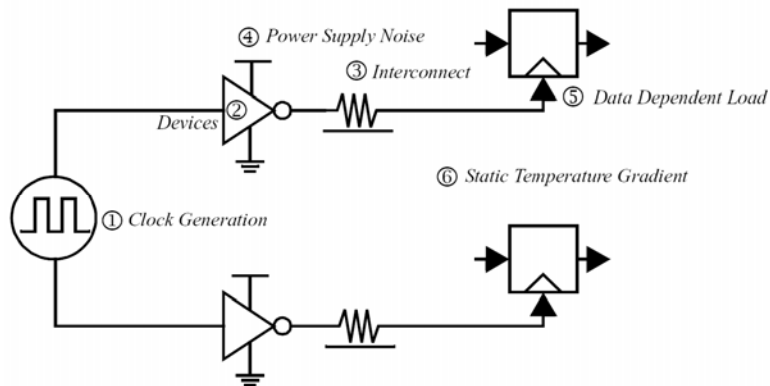 ④ Power Supply Noise
③ Interconnect
② 
Devices
⑤ Data Dependent Load
⑥ Static Temperature Gradient
① Clock Generation